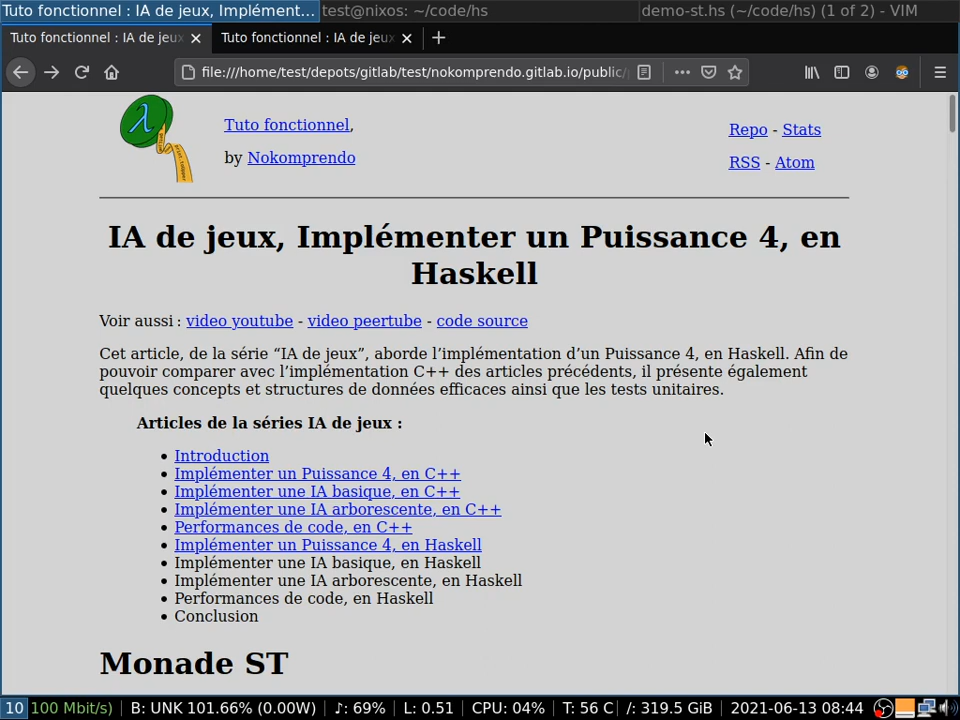 Tuto fonctionnel : IA de jeux, Implément... test@nixos: ~/code/hs demo-st.hs (~/code/hs) (1 of 2) - VIM
Tuto fonctionnel : IA de jeux Tuto fonctionnel : IA de jeux
file:///home/test/depots/gitlab/test/nokomprendo.gitlab.io/public/
Tuto fonctionnel,
by Nokomprendo
Repo - Stats
RSS - Atom
IA de jeux, Implémenter un Puissance 4, en
Haskell
Voir aussi : video youtube - video peertube - code source
Cet article, de la série “IA de jeux”, aborde l’implémentation d’un Puissance 4, en Haskell. Afin de
pouvoir comparer avec l’implémentation C++ des articles précédents, il présente également
quelques concepts et structures de données efficaces ainsi que les tests unitaires.
Articles de la séries IA de jeux :
• Introduction
• Implémenter un Puissance 4, en C++
• Implémenter une IA basique, en C++
• Implémenter une IA arborescente, en C++
• Performances de code, en C++
• Implémenter un Puissance 4, en Haskell
• Implémenter une IA basique, en Haskell
• Implémenter une IA arborescente, en Haskell
• Performances de code, en Haskell
• Conclusion
Monade ST
10 100 Mbit/s) B: UNK 101.66% (0.00W) ♪: 69% L: 0.51 CPU: 04% T: 56 C /: 319.5 GiB 2021-06-13 08:44